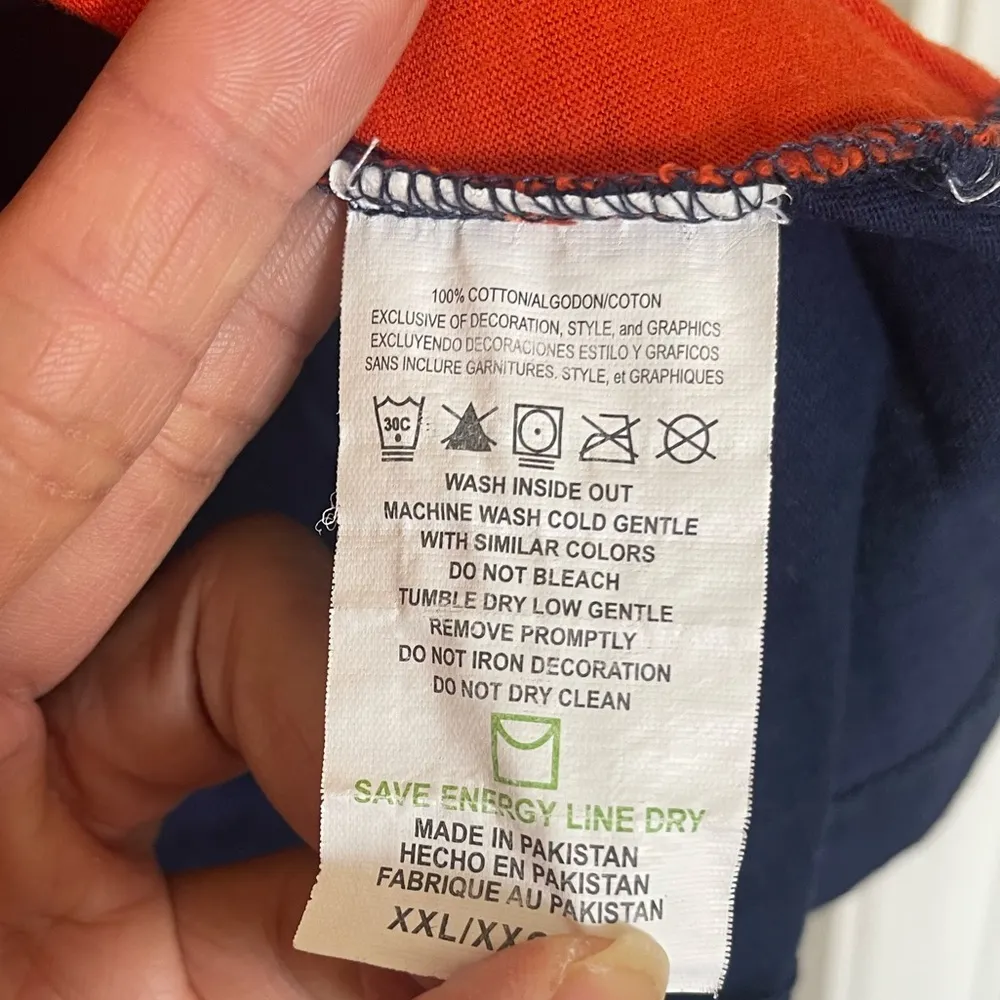 100% COTTON/ALGODON/COTON
EXCLUSIVE OF DECORATION, STYLE, and GRAPHICS
EXCLUYENDO DECORACIONES ESTILO Y GRAFICOS
SANS INCLURE GARNITURES. STYLE, et GRAPHIQUES
30C
WASH INSIDE OUT
MACHINE WASH COLD GENTLE
WITH SIMILAR COLORS
DO NOT BLEACH
TUMBLE DRY LOW GENTLE
REMOVE PROMPTLY
DO NOT IRON DECORATION
DO NOT DRY CLEAN
SAVE ENERGY LINE DRY
MADE IN PAKISTAN
HECHO EN PAKISTAN
FABRIQUE AU PAKISTAN
XXL/